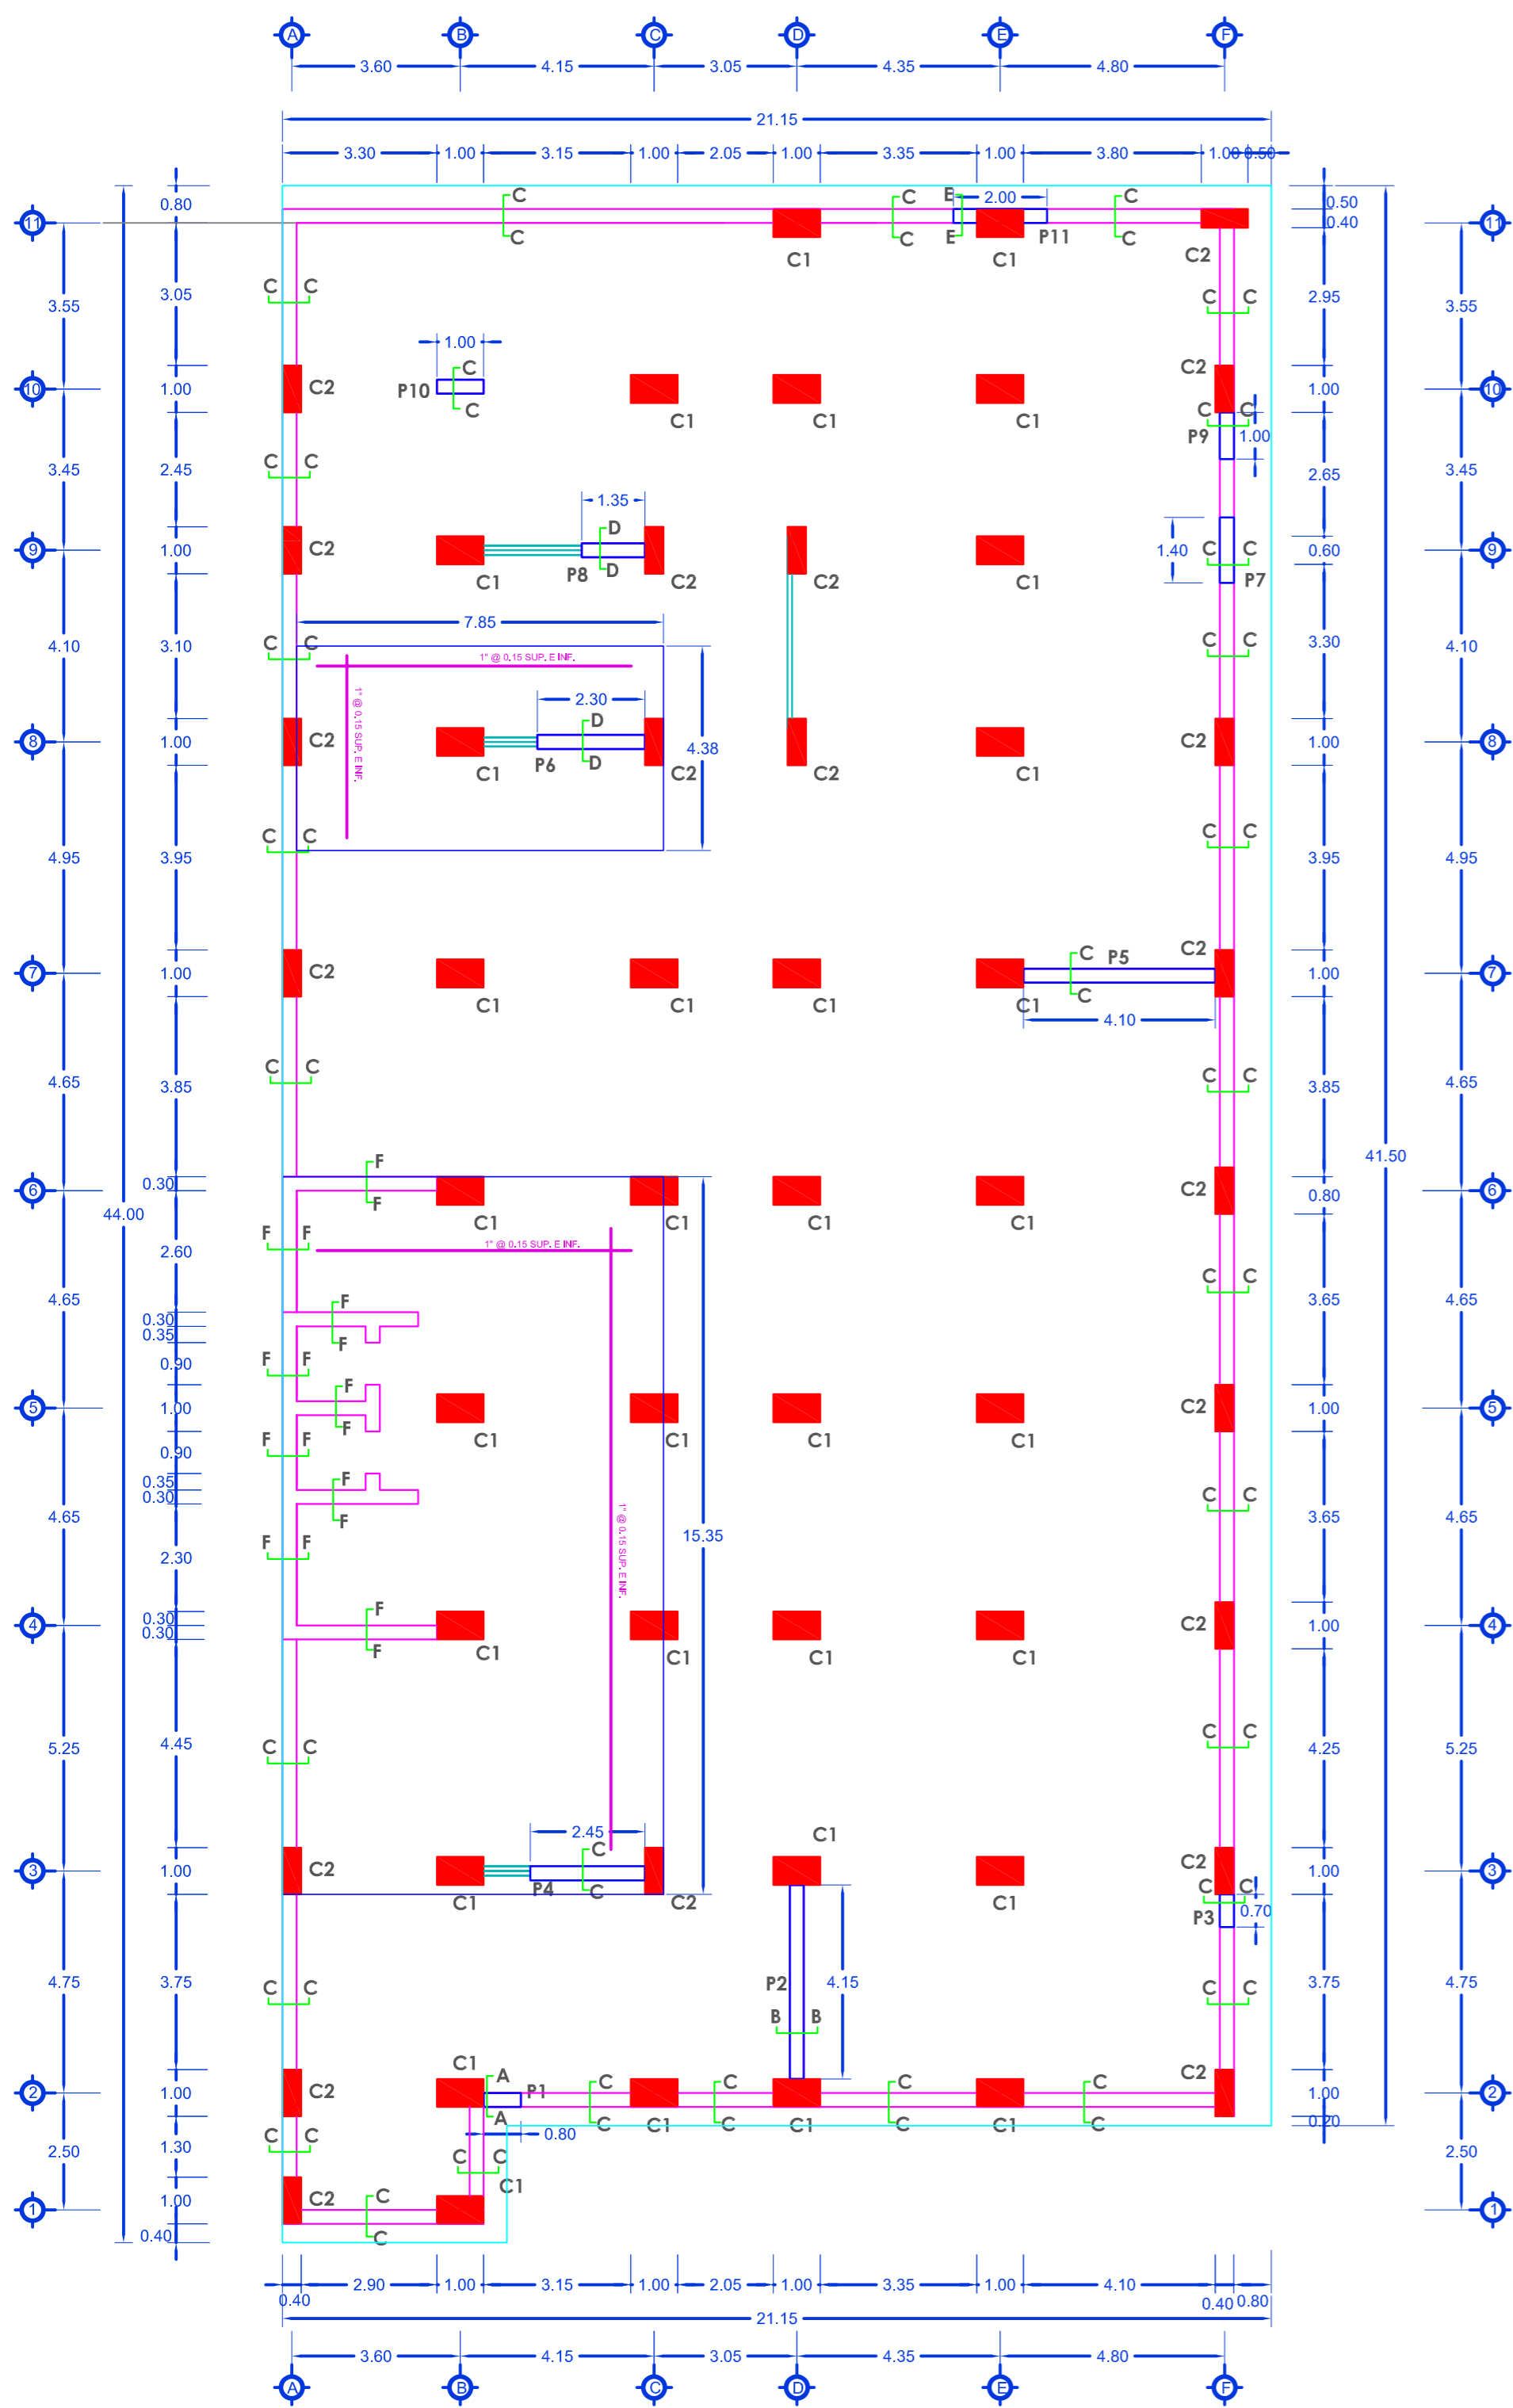 A B C D E F
3.60 4.15 3.05 4.35 4.80
21.15
3.30 1.00 3.15 1.00 2.05 1.00 3.35 1.00 3.80 1.00 0.50
0.80 C C E 2.00 C 0.50
11 0.40 11
C C E P11 C
C1 C1 C2
C C 3.05 C C 2.95
3.55 3.55
1.00 C
10 1.00 C2 P10 C C2 1.00 10
C1 C1 C1 C C
P9 1.00
C C
3.45 2.45 2.65 3.45
1.35 D
9 1.00 C2 1.40 C C 0.60 9
C1 P8 D C2 C2 C1 P7
7.85
4.10 3.10 C C C C 3.30 4.10
1" @ 0.15 SUP. E INF.
1" @ 0.15 SUP. E INF.
2.30 D
8 1.00 C2 4.38 C2 1.00 8
C1 P6 D C2 C2 C1
C C C C
4.95 3.95 3.95 4.95
7 1.00 C2 C P5 C2 1.00 7
C1 C1 C1 C1 C
4.10
C C C C
4.65 3.85 3.85 4.65
41.50
F
6 0.30 C2 0.80 6
F C1 C1 C1 C1
44.00
F F
2.60
1" @ 0.15 SUP. E INF.
C C
4.65 0.30 F 3.65 4.65
0.35 F
F F 0.90
F
5 1.00 C2 1.00 5
F C1 C1 C1 C1
F F 0.90
0.35 F
0.30 C C
4.65 F 3.65 4.65
1" @ 0.15 SUP. E INF.
15.35
F F 2.30
0.30 F
4 0.30 C2 1.00 4
F C1 C1 C1 C1
C C C C
5.25 4.45 4.25 5.25
2.45 C C1
3 1.00 C2 C2 1.00 3
C1 P4 C C2 C1 C C
P3 0.70
4.75 3.75 P2 4.15 3.75 4.75
C C C C
B B
C1 A C2
2 1.00 C2 P1 C C C C 1.00 2
A C C1 C C1 C C1 C 0.20
C C 0.80
2.50 1.30 C C 2.50
C1
1 1.00 C2 C 1
0.40 C
0.40 2.90 1.00 3.15 1.00 2.05 1.00 3.35 1.00 4.10 0.40 0.80
21.15
3.60 4.15 3.05 4.35 4.80
A B C D E F